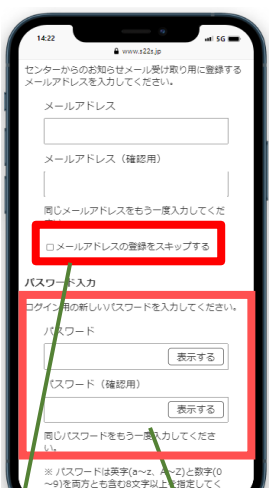 14:22
5G
www.s22s.jp
センターからのお知らせメール受け取り用に登録する
メールアドレスを入力してください。
メールアドレス
メールアドレス（確認用）
同じメールアドレスをもう一度入力してくだ
□メールアドレスの登録をスキップする
パスワード入力
ログイン用の新しいパスワードを入力してください。
パスワード
表示する
パスワード（確認用）
表示する
同じパスワードをもう一度入力してくださ
い。
※ パスワードは英字(a~z、A~Z)と数字(0
~9)を両方とも含む8文字以上を指定してく